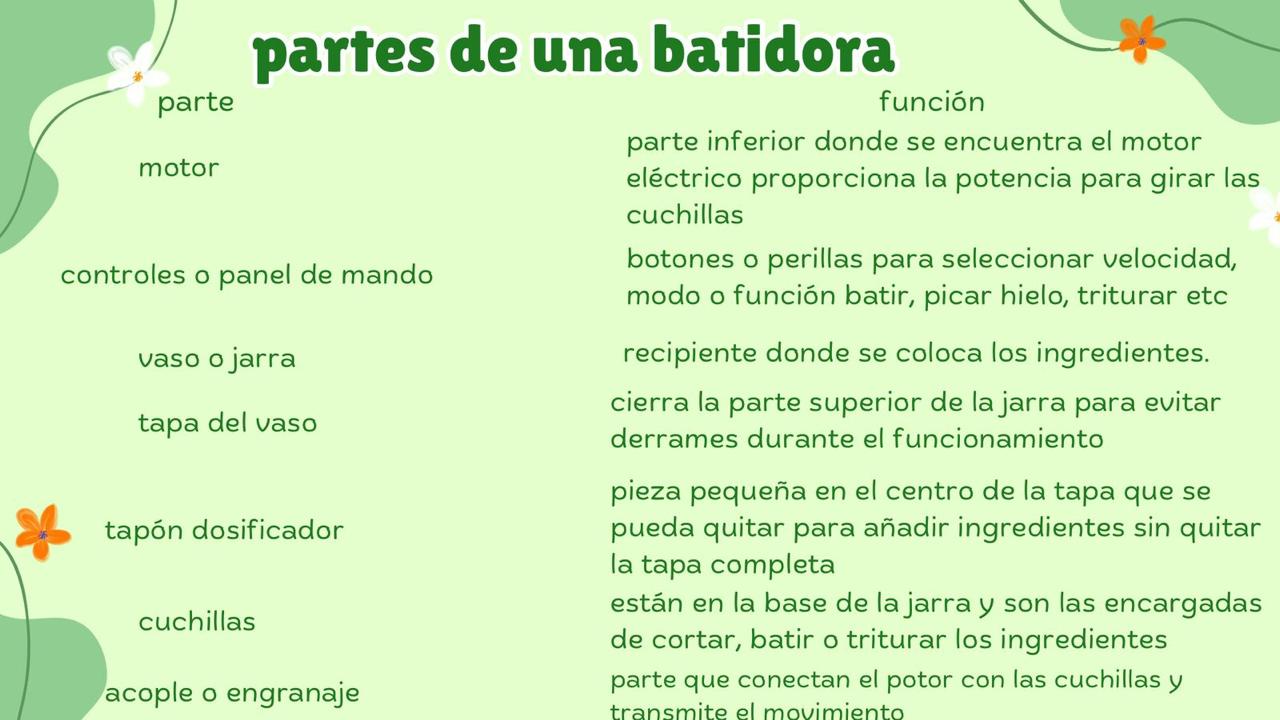 partes de una batidora
parte
función
motor
parte inferior donde se encuentra el motor
eléctrico proporciona la potencia para girar las
cuchillas
controles o panel de mando
botones o perillas para seleccionar velocidad,
modo o función batir, picar hielo, triturar etc
vaso o jarra
recipiente donde se coloca los ingredientes.
tapa del vaso
cierra la parte superior de la jarra para evitar
derrames durante el funcionamiento
tapón dosificador
pieza pequeña en el centro de la tapa que se
pueda quitar para añadir ingredientes sin quitar
la tapa completa
cuchillas
están en la base de la jarra y son las encargadas
de cortar, batir o triturar los ingredientes
acople o engranaje
parte que conectan el potor con las cuchillas y
transmite el movimiento